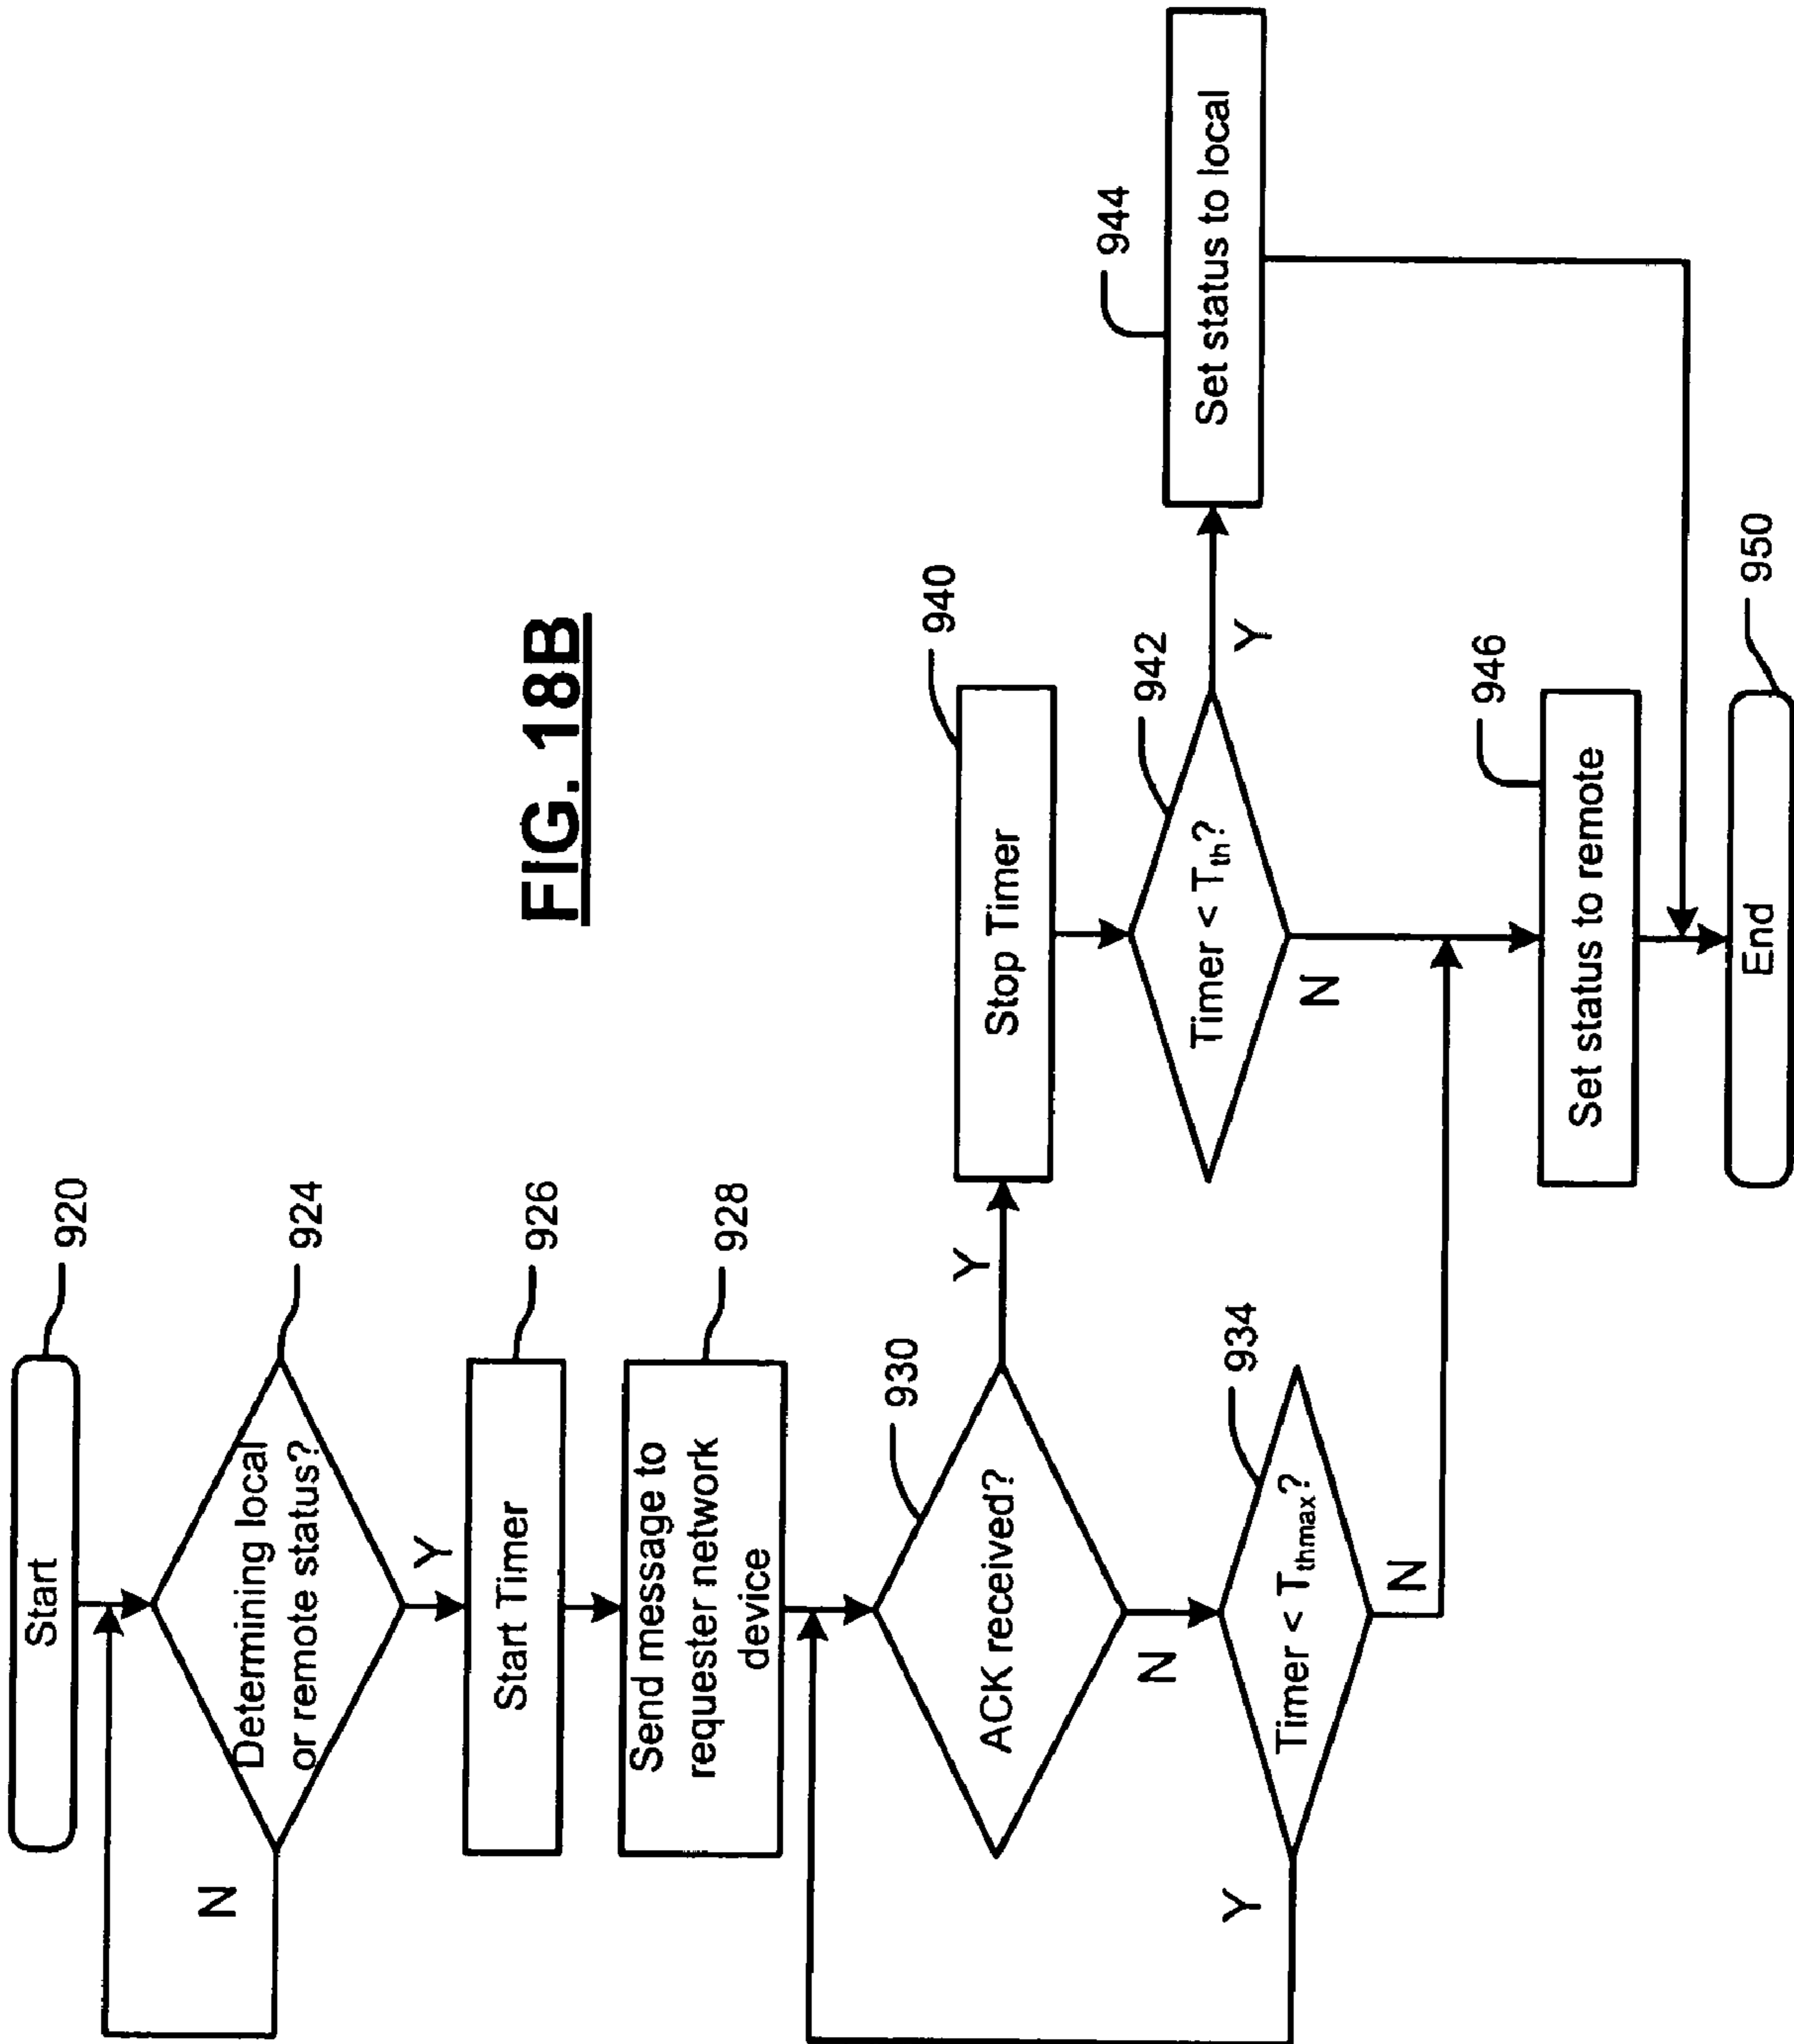 Start
920
Determining local
or remote status?
924
N
Y
Start Timer
926
Send message to
requester network
device
928
ACK received?
930
Y
N
Timer < Tthmax?
934
Y
N
Stop Timer
940
Timer < Tth?
942
Y
N
Set status to local
944
Set status to remote
946
End
950
FIG. 18B